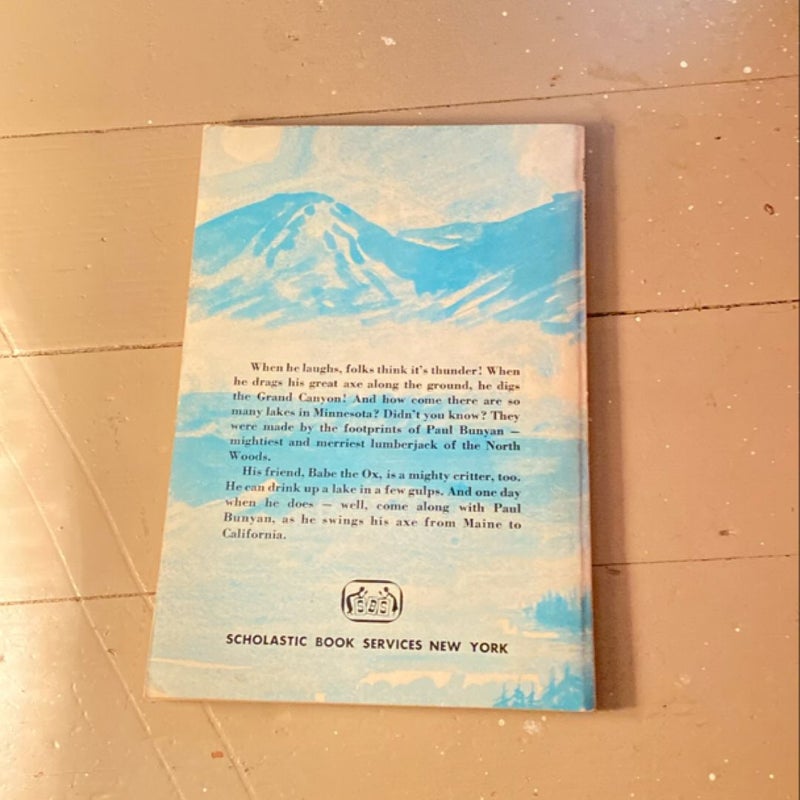 When he laughs, folks think it's thunder! When
he drags his great axe along the ground, he digs
the Grand Canyon! And how come there are so
many lakes in Minnesota? Didn't you know? They
were made by the footprints of Paul Bunyan —
mightiest and merriest lumberjack of the North
Woods.
His friend, Babe the Ox, is a mighty critter, too.
He can drink up a lake in a few gulps. And one day
when he does — well, come along with Paul
Bunyan, as he swings his axe from Maine to
California.
SBS
SCHOLASTIC BOOK SERVICES NEW YORK